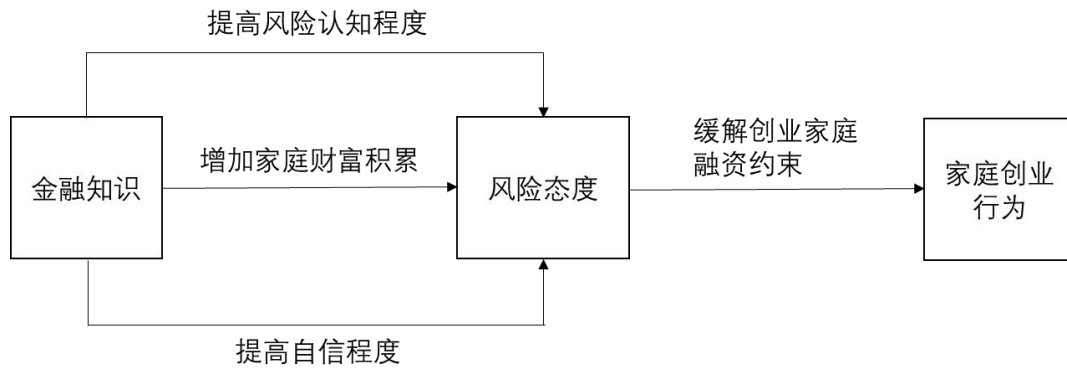 提高风险认知程度
金融知识
增加家庭财富积累
风险态度
缓解创业家庭
融资约束
家庭创业
行为
提高自信程度